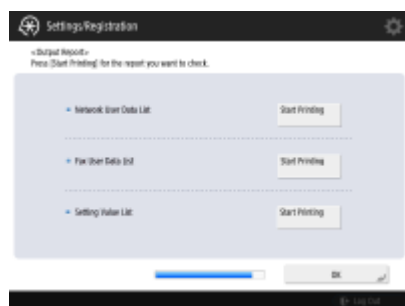 Settings/Registration
<Output Report>
Press [Start Printing] for the report you want to check.
Network User Data List
Start Printing
Fax User Data List
Start Printing
Setting Value List
Start Printing
OK
Log Out